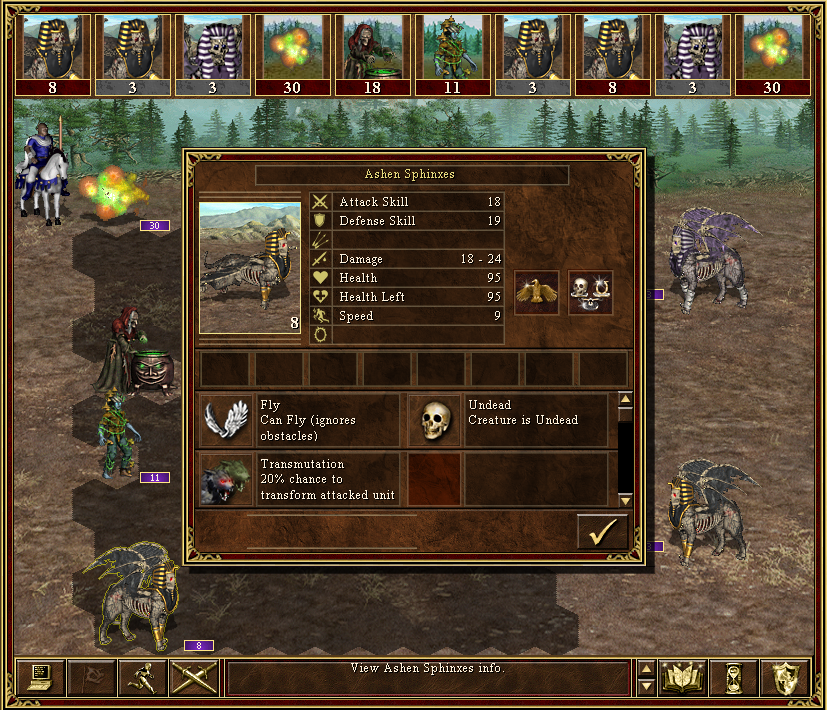 8 3 3 30 18 11 3 8 3 30
Ashen Sphinxes
Attack Skill 18
Defense Skill 19
Damage 18 - 24
Health 95
Health Left 95
Speed 9
8
Fly
Can Fly (ignores
obstacles)
Undead
Creature is Undead
Transmutation
20% chance to
transform attacked unit
30
11
8
View Ashen Sphinxes info.